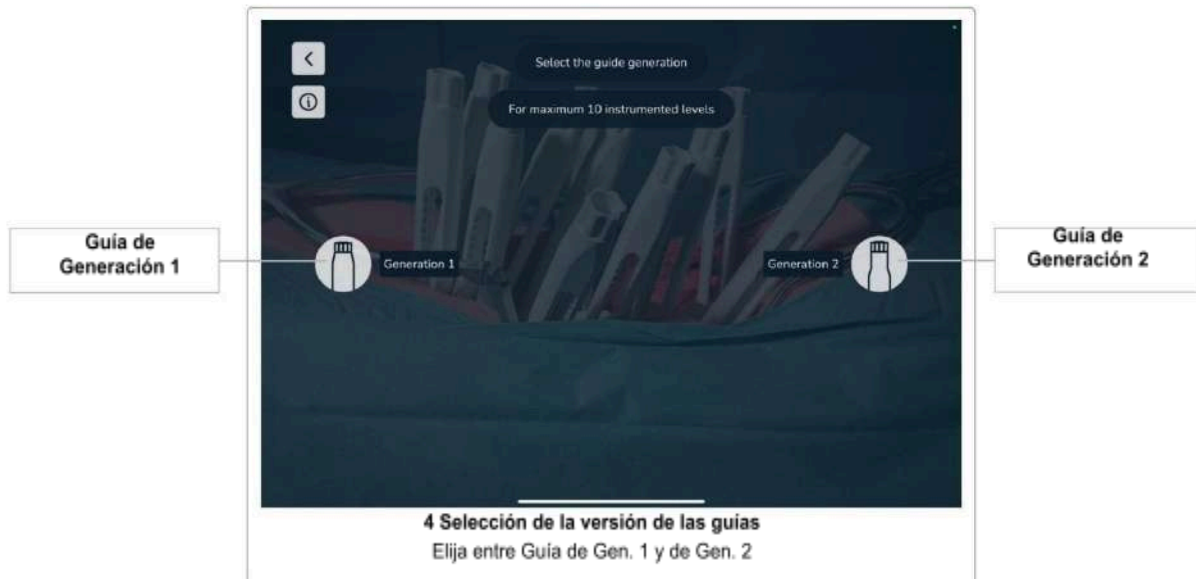 Select the guide generation
For maximum 10 instrumented levels
Guía de
Generación 1
Generation 1
Generation 2
Guía de
Generación 2
4 Selección de la versión de las guías
Elija entre Guía de Gen. 1 y de Gen. 2